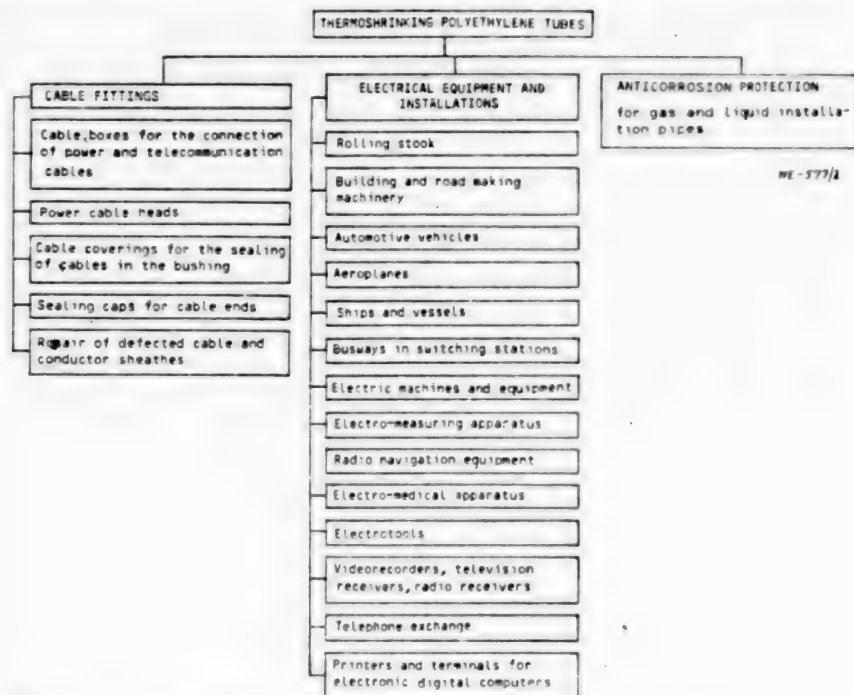 THERMOSHRINKING POLYETHYLENE TUBES
CABLE FITTINGS
Cable boxes for the connection
of power and telecommunication
cables
Power cable heads
Cable coverings for the sealing
of cables in the bushing
Sealing caps for cable ends
Repair of defected cable and
conductor sheathes
ELECTRICAL EQUIPMENT AND
INSTALLATIONS
Rolling stook
Building and road making
machinery
Automotive vehicles
Aeroplanes
Ships and vessels
Busways in switching stations
Electric machines and equipment
Electro-measuring apparatus
Radio navigation equipment
Electro-medical apparatus
Electrotools
Videorecorders, television
receivers, radio receivers
Telephone exchange
Printers and terminals for
electronic digital computers
ANTICORROSION PROTECTION
for gas and liquid installa-
tion pipes